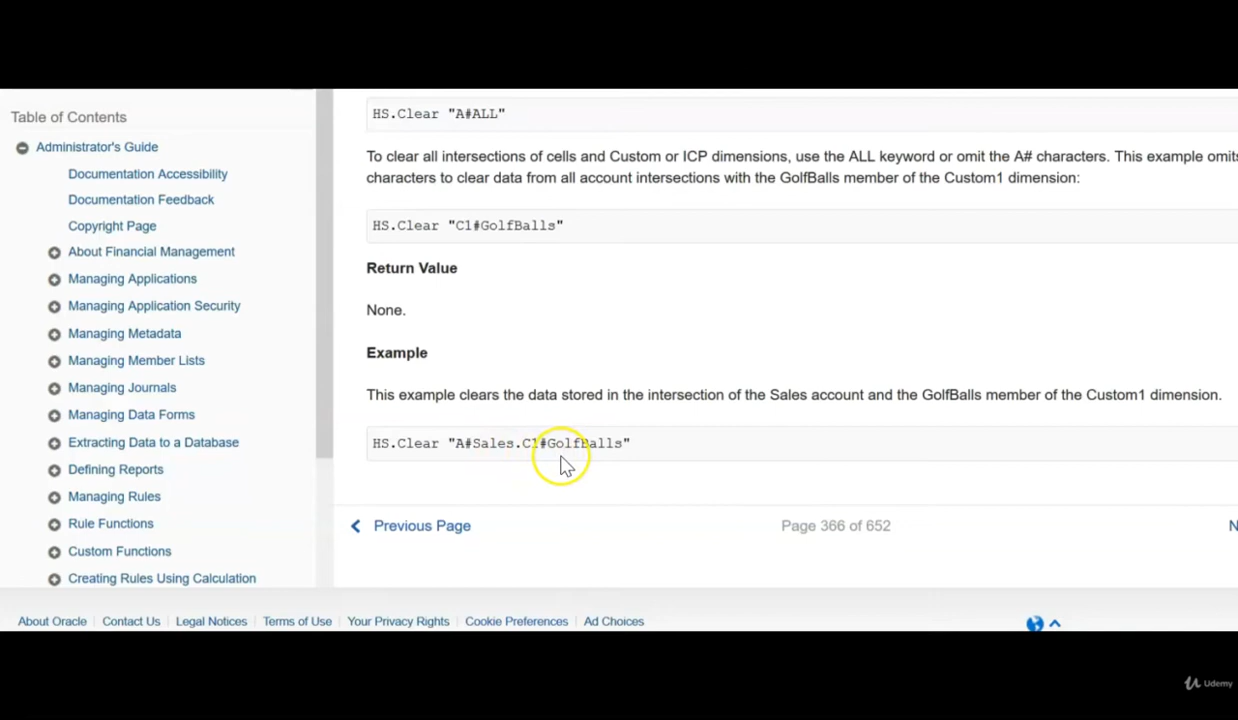 Table of Contents
Administrator's Guide
Documentation Accessibility
Documentation Feedback
Copyright Page
About Financial Management
Managing Applications
Managing Application Security
Managing Metadata
Managing Member Lists
Managing Journals
Managing Data Forms
Extracting Data to a Database
Defining Reports
Managing Rules
Rule Functions
Custom Functions
Creating Rules Using Calculation
HS.Clear "A#ALL"
To clear all intersections of cells and Custom or ICP dimensions, use the ALL keyword or omit the A# characters. This example omits
characters to clear data from all account intersections with the GolfBalls member of the Custom1 dimension:
HS.Clear "C1#GolfBalls"
Return Value
None.
Example
This example clears the data stored in the intersection of the Sales account and the GolfBalls member of the Custom1 dimension.
HS.Clear "A#Sales.C1#GolfBalls"
Previous Page
Page 366 of 652
N
About Oracle | Contact Us | Legal Notices | Terms of Use | Your Privacy Rights | Cookie Preferences | Ad Choices
Udemy